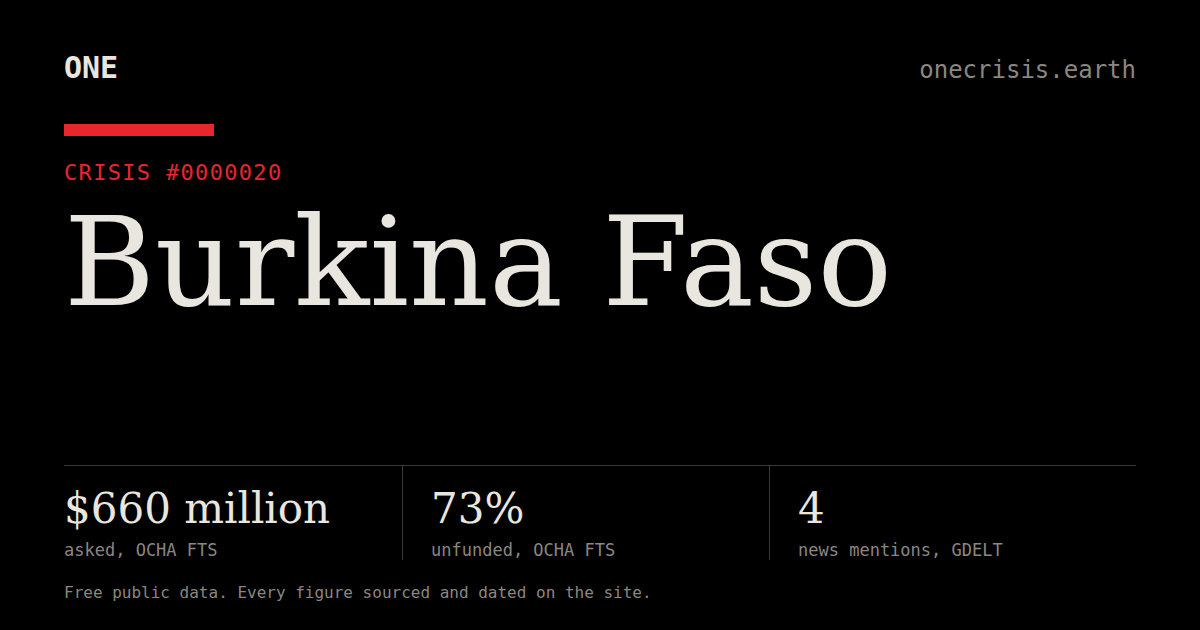 ONE
onecrisis.earth
CRISIS #0000020
Burkina Faso
$660 million
asked, OCHA FTS
73%
unfunded, OCHA FTS
4
news mentions, GDELT
Free public data. Every figure sourced and dated on the site.